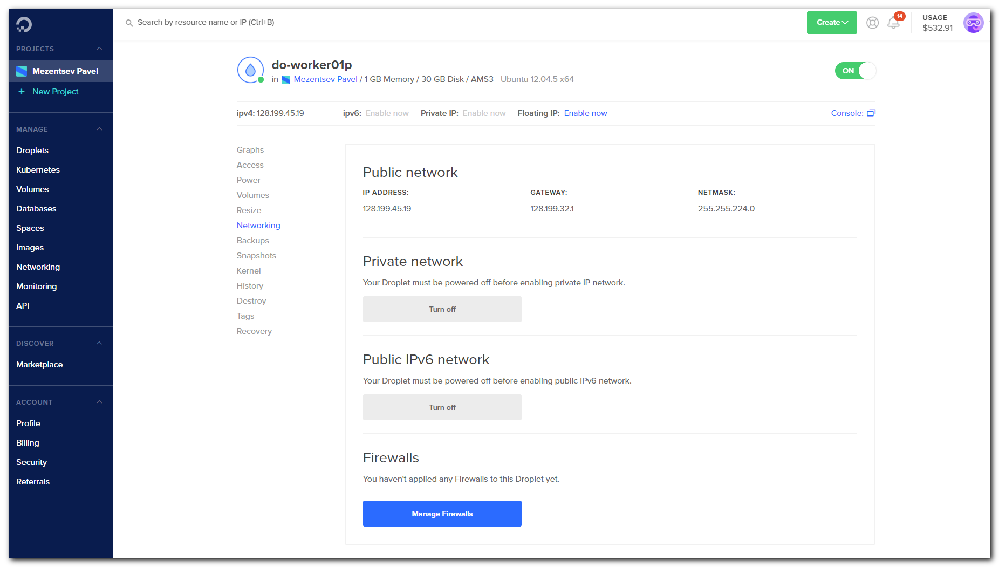 Search by resource name or IP (Ctrl+B)
Create
14
USAGE
$532.91
PROJECTS
Mezentsev Pavel
+ New Project
MANAGE
Droplets
Kubernetes
Volumes
Databases
Spaces
Images
Networking
Monitoring
API
DISCOVER
Marketplace
ACCOUNT
Profile
Billing
Security
Referrals
do-worker01p
in Mezentsev Pavel / 1 GB Memory / 30 GB Disk / AMS3 - Ubuntu 12.04.5 x64
ON
ipv4: 128.199.45.19 ipv6: Enable now Private IP: Enable now Floating IP: Enable now Console:
Graphs
Access
Power
Volumes
Resize
Networking
Backups
Snapshots
Kernel
History
Destroy
Tags
Recovery
Public network
IP ADDRESS: GATEWAY: NETMASK:
128.199.45.19 128.199.32.1 255.255.224.0
Private network
Your Droplet must be powered off before enabling private IP network.
Turn off
Public IPv6 network
Your Droplet must be powered off before enabling public IPv6 network.
Turn off
Firewalls
You haven't applied any Firewalls to this Droplet yet.
Manage Firewalls